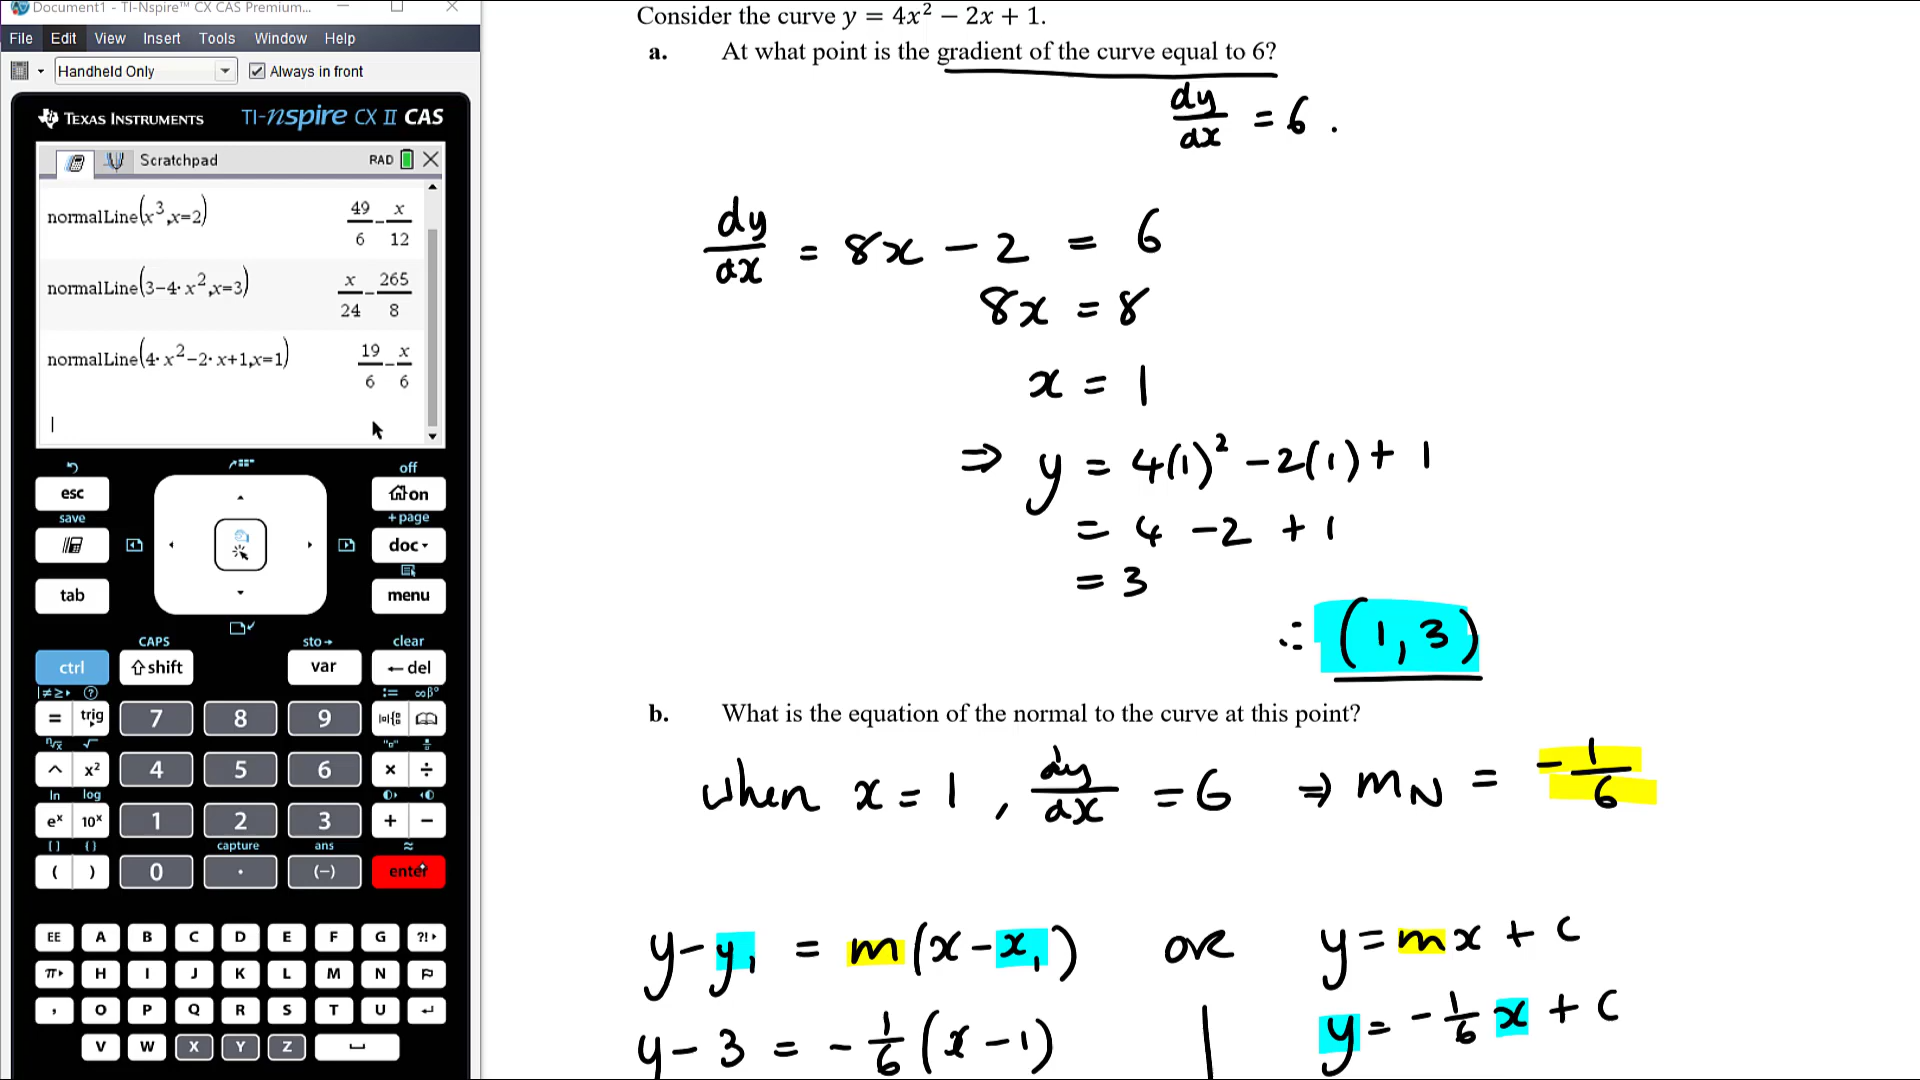 Document1 - TI-Nspire™ CX CAS Premium...
File Edit View Insert Tools Window Help
Handheld Only Always in front
TEXAS INSTRUMENTS TI-nspire CX II CAS
Scratchpad RAD
normalLine(x³,x=2) 49/6 - x/12
normalLine(3-4·x²,x=3) x/24 - 265/8
normalLine(4·x²-2·x+1,x=1) 19/6 - x/6
off
esc on
save + page
doc
tab menu
CAPS sto→ clear
ctrl ⇧shift var ←del
|≠≥▸ ? := ∞β°
= trig 7 8 9
ⁿ√x √ "▫"
^ x² 4 5 6 × ÷
ln log
eˣ 10ˣ 1 2 3 + −
[ ] { } capture ans ≈
( ) 0 . (−) enter
EE A B C D E F G ?!▸
π▸ H I J K L M N
, O P Q R S T U ↵
V W X Y Z
Consider the curve y = 4x² − 2x + 1.
a. At what point is the gradient of the curve equal to 6?
dy/dx = 6 .
dy/dx = 8x − 2 = 6
8x = 8
x = 1
⇒ y = 4(1)² − 2(1) + 1
= 4 − 2 + 1
= 3
∴ (1, 3)
b. What is the equation of the normal to the curve at this point?
when x = 1 , dy/dx = 6 ⇒ m_N = −1/6
y − y₁ = m(x − x₁) or y = mx + c
y − 3 = −1/6 (x − 1) y = −1/6 x + c